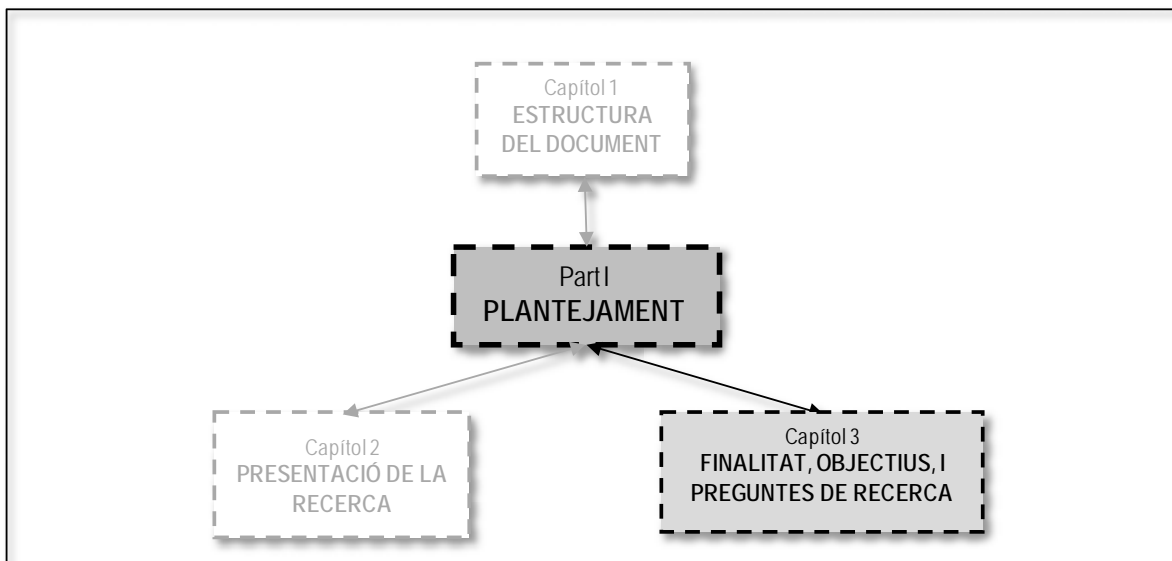 Capítol 1
ESTRUCTURA
DEL DOCUMENT
Part I
PLANTEJAMENT
Capítol 2
PRESENTACIÓ DE LA
RECERCA
Capítol 3
FINALITAT, OBJECTIUS, I
PREGUNTES DE RECERCA